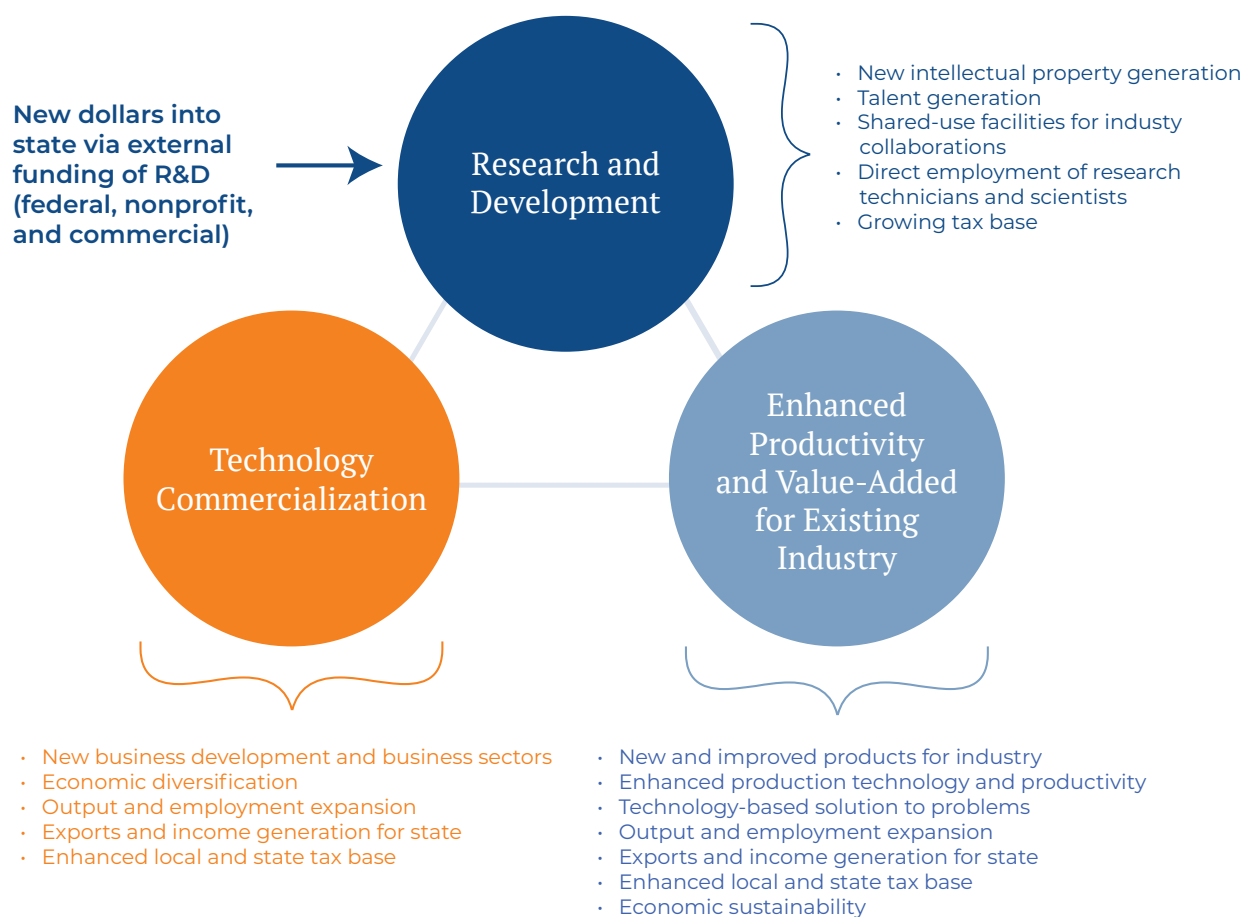 New dollars into
state via external
funding of R&D
(federal, nonprofit,
and commercial)
Research and
Development
• New intellectual property generation
• Talent generation
• Shared-use facilities for industy
collaborations
• Direct employment of research
technicians and scientists
• Growing tax base
Technology
Commercialization
Enhanced
Productivity
and Value-Added
for Existing
Industry
• New business development and business sectors
• Economic diversification
• Output and employment expansion
• Exports and income generation for state
• Enhanced local and state tax base
• New and improved products for industry
• Enhanced production technology and productivity
• Technology-based solution to problems
• Output and employment expansion
• Exports and income generation for state
• Enhanced local and state tax base
• Economic sustainability